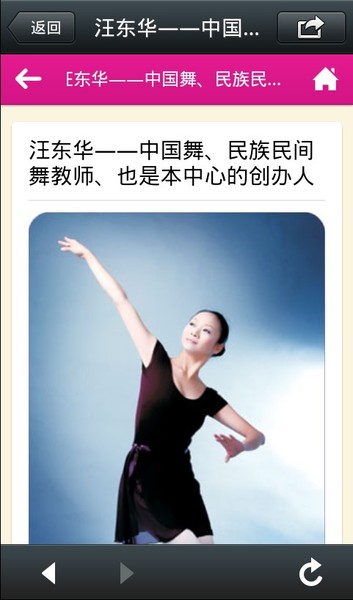 返回
汪东华——中国...
东华——中国舞、民族民...
汪东华——中国舞、民族民间
舞教师、也是本中心的创办人